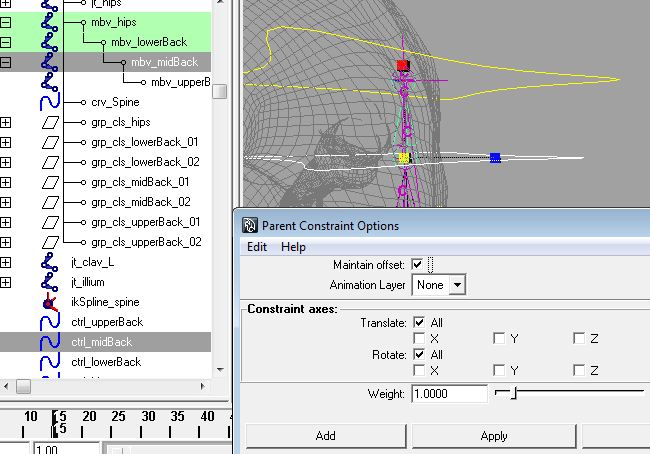 jt_hips
mbv_hips
mbv_lowerBack
mbv_midBack
mbv_upperB
crv_Spine
grp_cls_hips
grp_cls_lowerBack_01
grp_cls_lowerBack_02
grp_cls_midBack_01
grp_cls_midBack_02
grp_cls_upperBack_01
grp_cls_upperBack_02
jt_clav_L
jt_illium
ikSpline_spine
ctrl_upperBack
ctrl_midBack
ctrl_lowerBack
10 15 20 25 30 35 40 45
15
1.00
Parent Constraint Options
Edit Help
Maintain offset:
Animation Layer None
Constraint axes:
Translate: All
X Y Z
Rotate: All
X Y Z
Weight: 1.0000
Add Apply